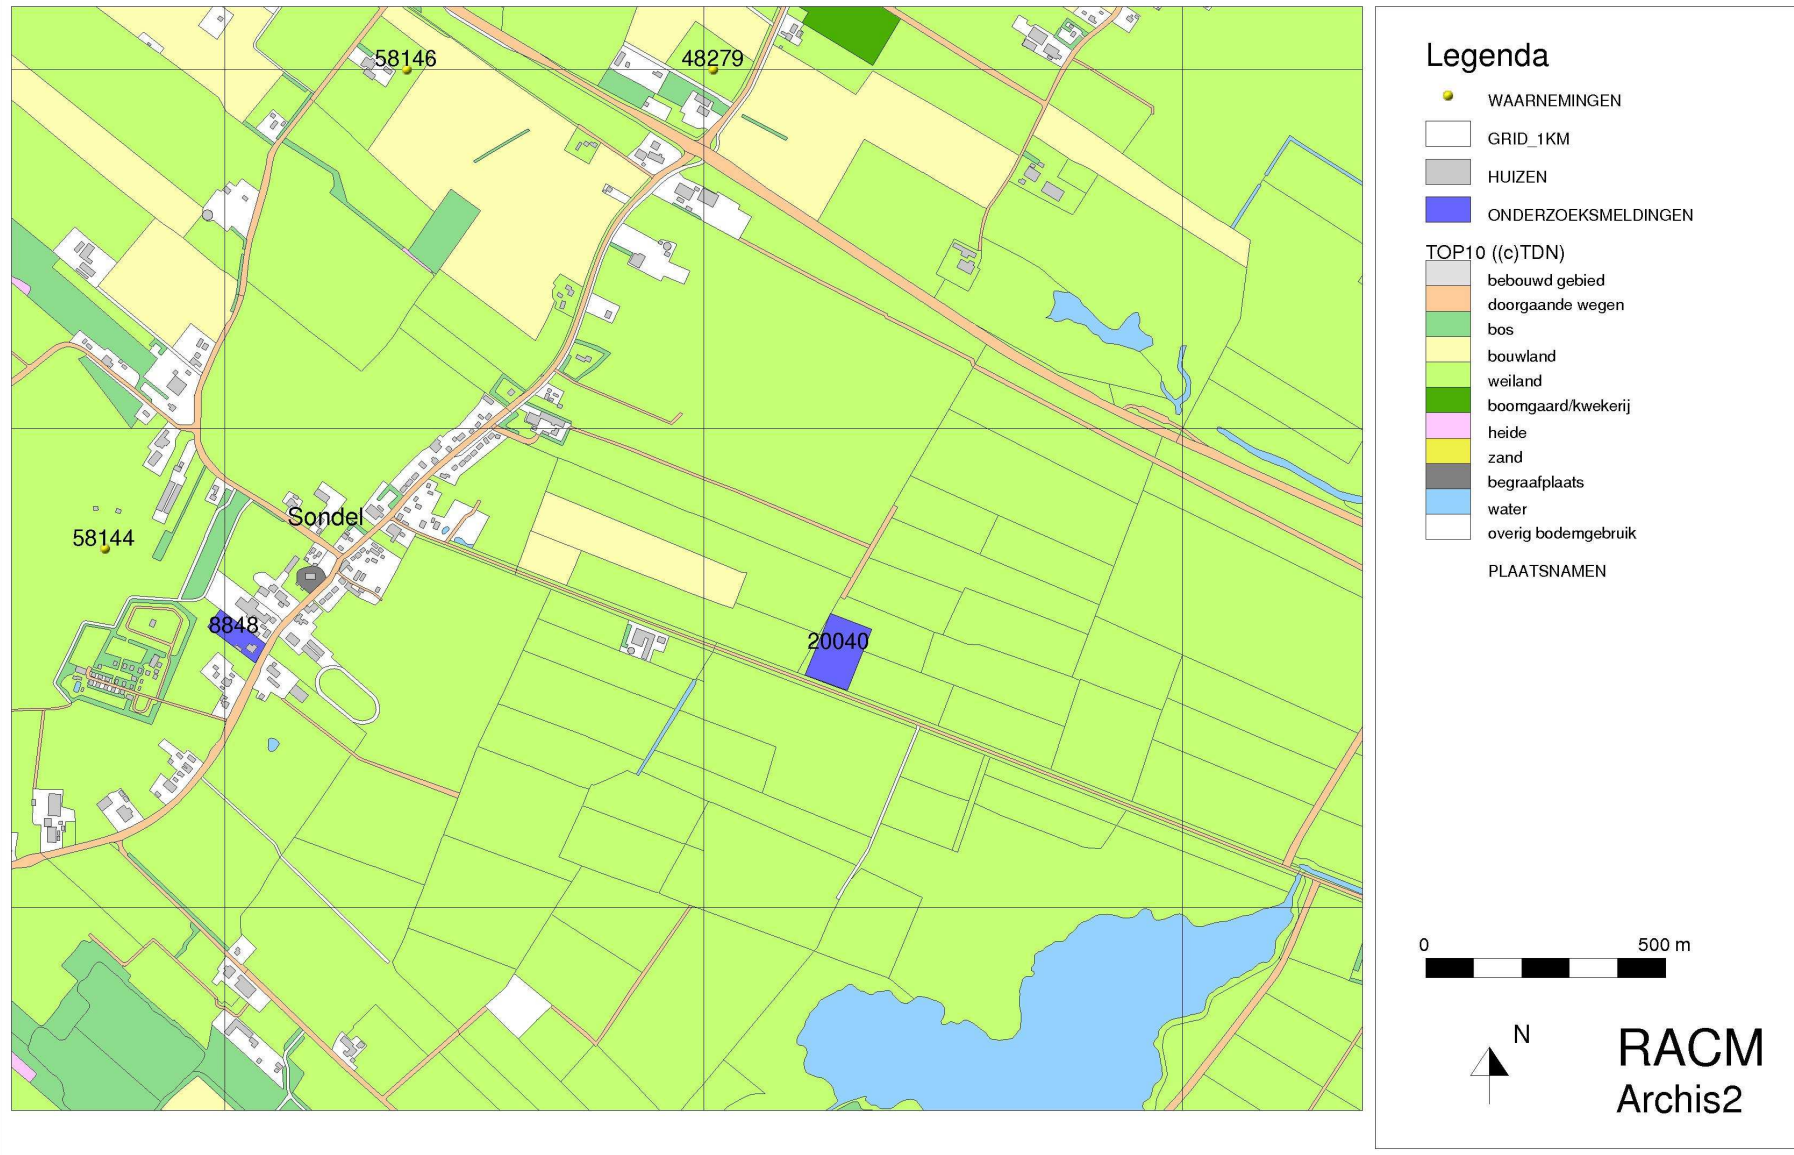 58146
48279
Sondel
58144
8848
20040
Legenda
WAARNEMINGEN
GRID_1KM
HUIZEN
ONDERZOEKSMELDINGEN
TOP10 ((c)TDN)
bebouwd gebied
doorgaande wegen
bos
bouwland
weiland
boomgaard/kwekerij
heide
zand
begraafplaats
water
overig bodemgebruik
PLAATSNAMEN
0 500 m
N
RACM
Archis2